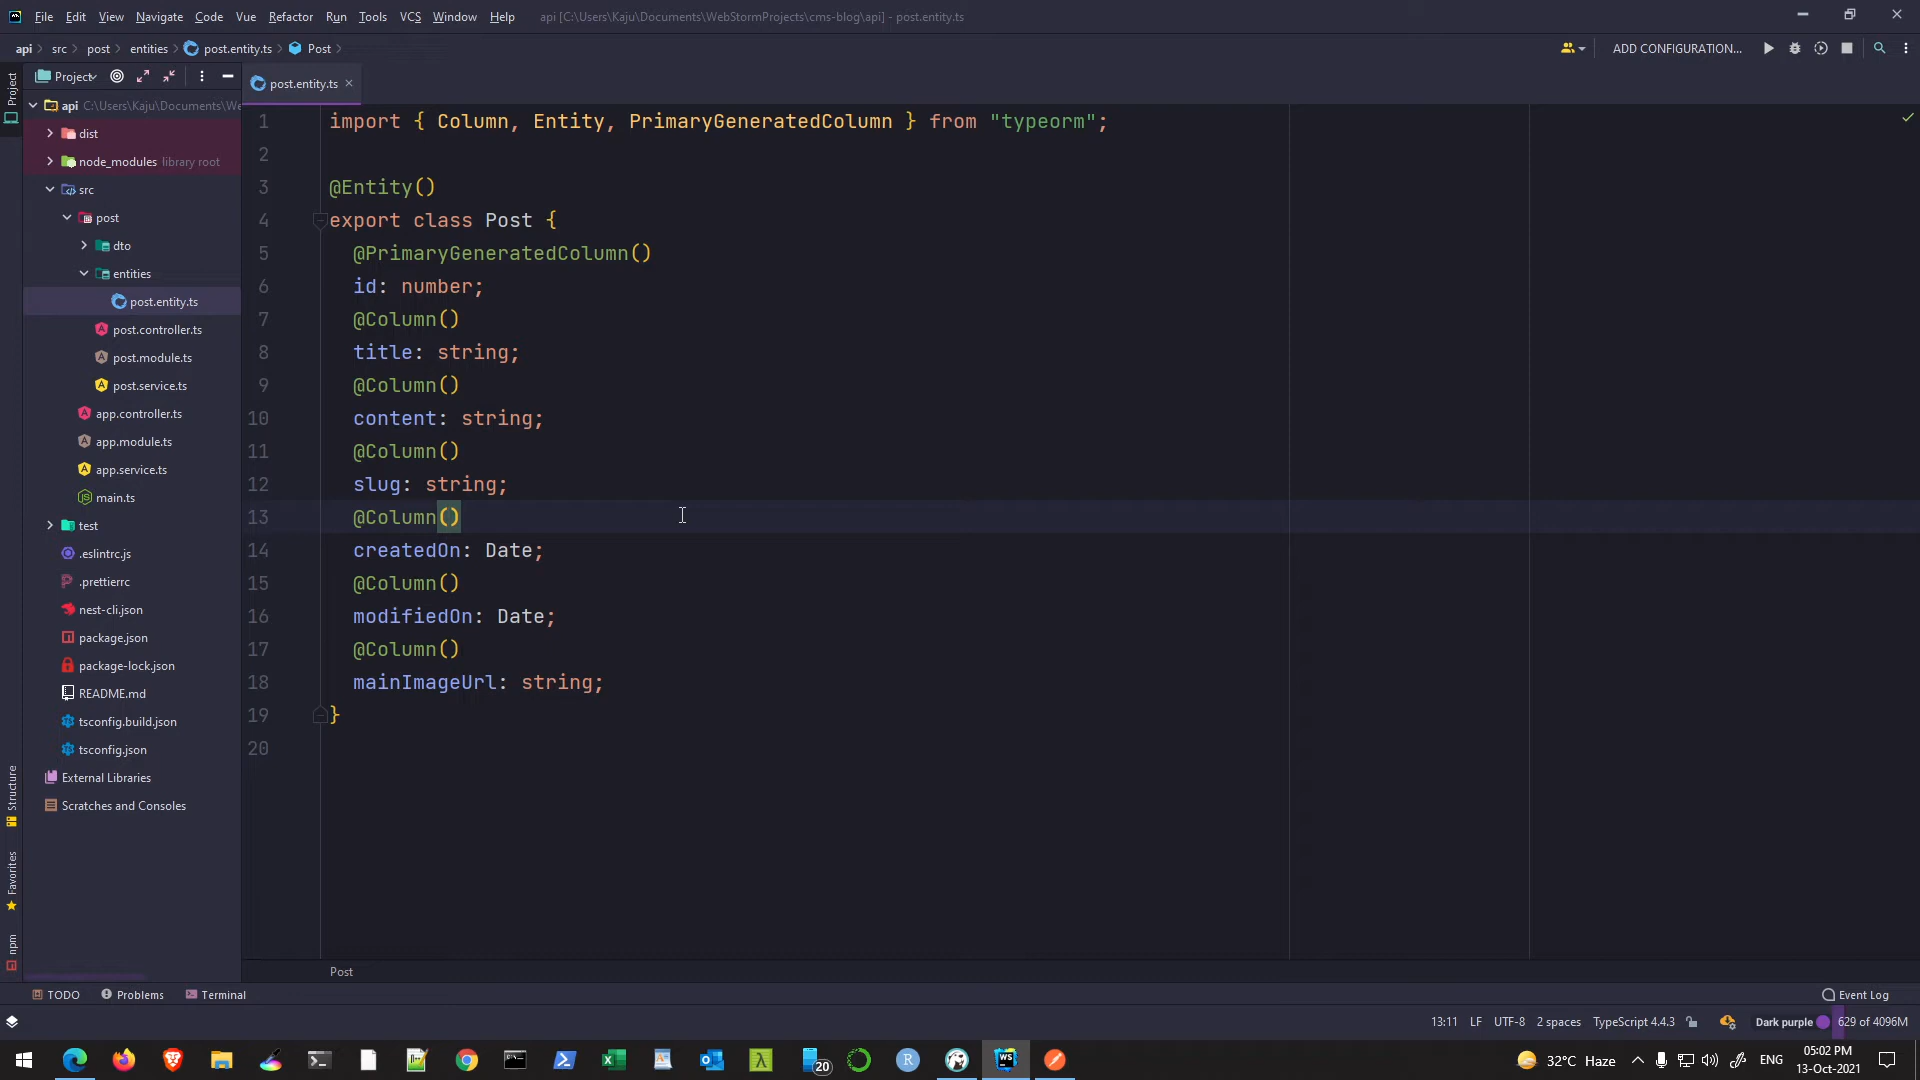 File Edit View Navigate Code Vue Refactor Run Tools VCS Window Help api [C:\Users\Kaju\Documents\WebStormProjects\cms-blog\api] - post.entity.ts
api src post entities post.entity.ts Post
ADD CONFIGURATION...
Project
Project
post.entity.ts
api C:\Users\Kaju\Documents\We
dist
node_modules library root
src
post
dto
entities
post.entity.ts
post.controller.ts
post.module.ts
post.service.ts
app.controller.ts
app.module.ts
app.service.ts
main.ts
test
.eslintrc.js
.prettierrc
nest-cli.json
package.json
package-lock.json
README.md
tsconfig.build.json
tsconfig.json
External Libraries
Scratches and Consoles
Structure
Favorites
npm
1 import { Column, Entity, PrimaryGeneratedColumn } from "typeorm";
2
3 @Entity()
4 export class Post {
5 @PrimaryGeneratedColumn()
6 id: number;
7 @Column()
8 title: string;
9 @Column()
10 content: string;
11 @Column()
12 slug: string;
13 @Column()
14 createdOn: Date;
15 @Column()
16 modifiedOn: Date;
17 @Column()
18 mainImageUrl: string;
19 }
20
Post
TODO Problems Terminal
Event Log
13:11 LF UTF-8 2 spaces TypeScript 4.4.3 Dark purple 629 of 4096M
20
WS
32°C Haze ENG
05:02 PM
13-Oct-2021